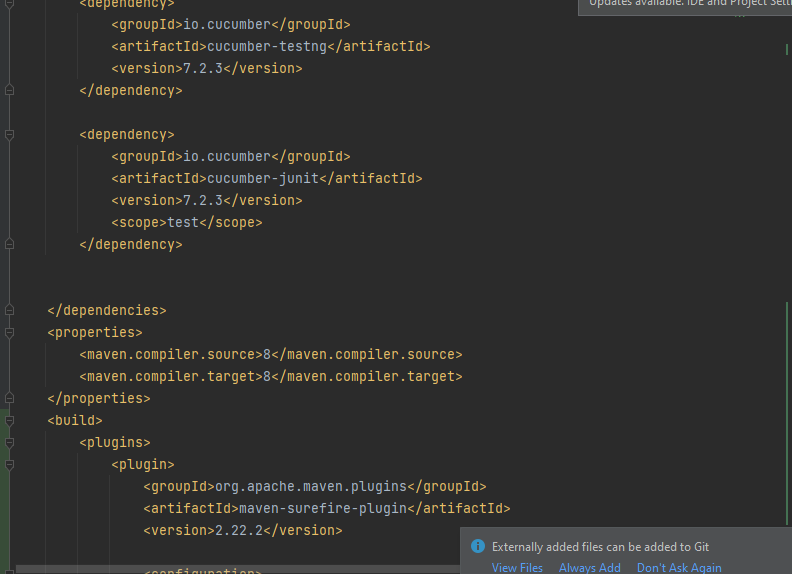 <dependency>
<groupId>io.cucumber</groupId>
<artifactId>cucumber-testng</artifactId>
<version>7.2.3</version>
</dependency>
<dependency>
<groupId>io.cucumber</groupId>
<artifactId>cucumber-junit</artifactId>
<version>7.2.3</version>
<scope>test</scope>
</dependency>
</dependencies>
<properties>
<maven.compiler.source>8</maven.compiler.source>
<maven.compiler.target>8</maven.compiler.target>
</properties>
<build>
<plugins>
<plugin>
<groupId>org.apache.maven.plugins</groupId>
<artifactId>maven-surefire-plugin</artifactId>
<version>2.22.2</version>
<configuration>
Updates available: IDE and Project
Externally added files can be added to Git
View Files Always Add Don't Ask Again